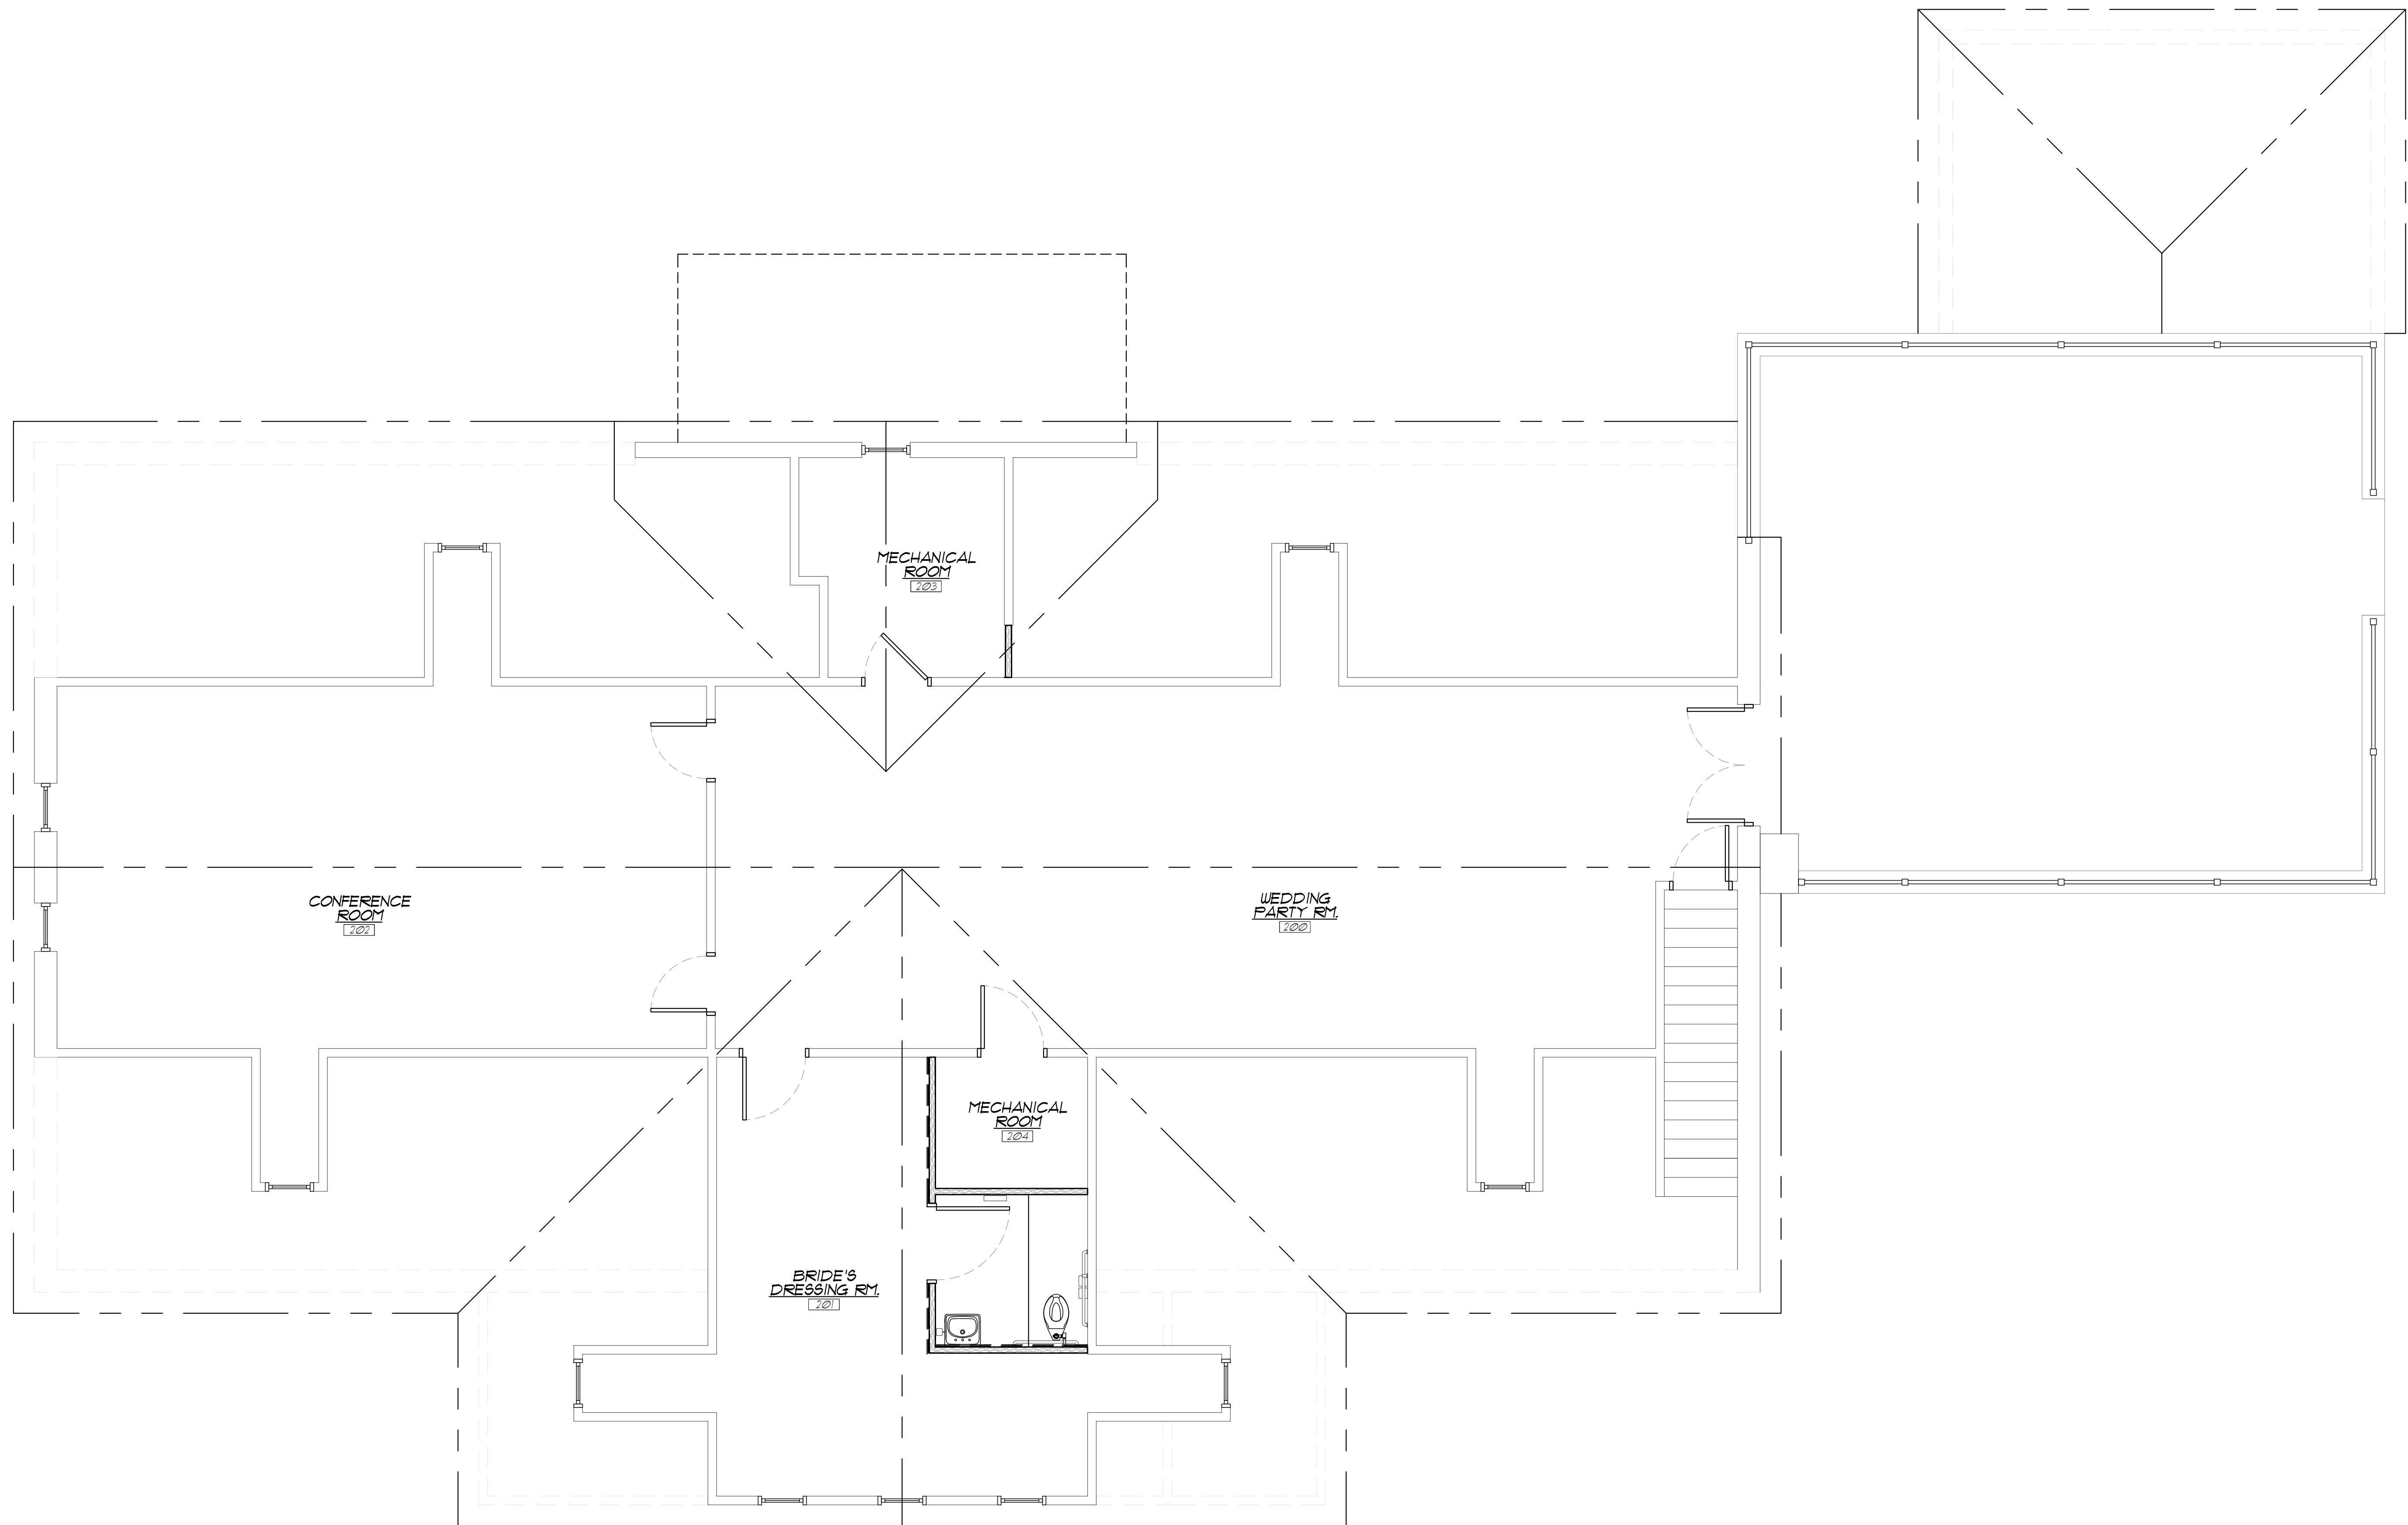 MECHANICAL
ROOM
203
CONFERENCE
ROOM
202
WEDDING
PARTY RM.
200
MECHANICAL
ROOM
204
BRIDE'S
DRESSING RM.
201